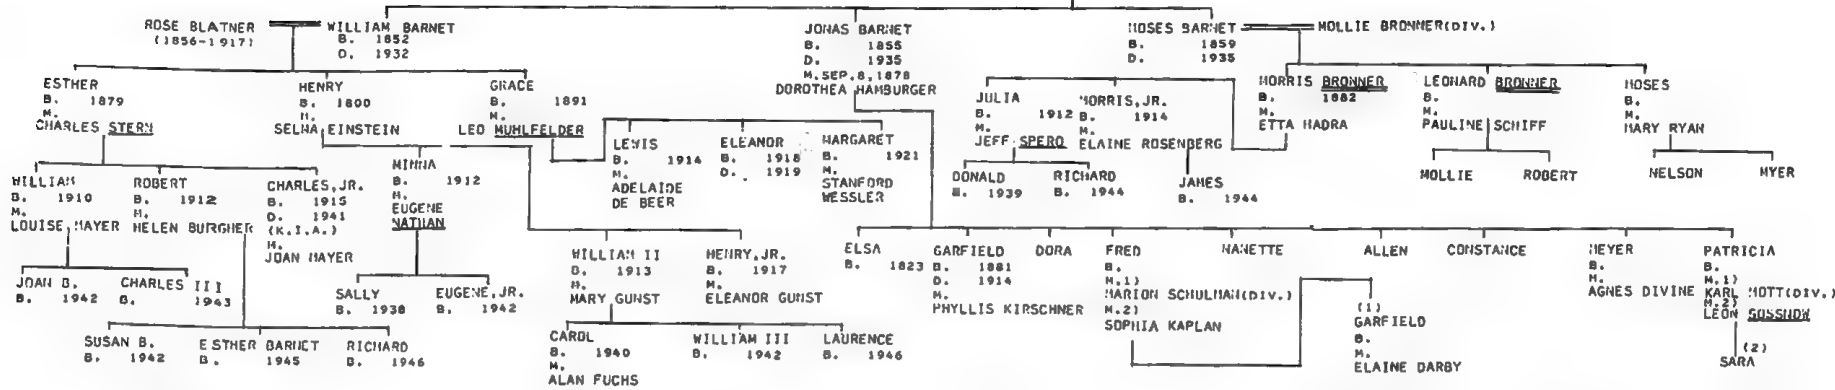 ROSE BLATNER
(1856-1917)
WILLIAM BARNET
B. 1852
D. 1932
JONAS BARNET
B. 1855
D. 1935
M. SEP. 8, 1878
DOROTHEA HAMBURGER
MOSES BARNET
B. 1859
D. 1935
MOLLIE BRONNER(DIV.)
ESTHER
B. 1879
M.
CHARLES STERN
HENRY
B. 1800
M.
SELMA EINSTEIN
GRACE
B. 1891
M.
LEO MUHLFELDER
JULIA
B. 1912
M.
JEFF SPERO
MORRIS, JR.
B. 1914
M.
ELAINE ROSENBERG
MORRIS BRONNER
B. 1882
M.
ETTA HADRA
LEONARD BRONNER
B.
M.
PAULINE SCHIFF
MOSES
B.
M.
MARY RYAN
LEWIS
B. 1914
M.
ADELAIDE
DE BEER
ELEANOR
B. 1918
D. 1919
MARGARET
B. 1921
M.
STANFORD
WESSLER
DONALD
B. 1939
RICHARD
B. 1944
JAMES
B. 1944
MOLLIE
ROBERT
NELSON
MYER
WILLIAM
B. 1910
M.
LOUISE MAYER
ROBERT
B. 1912
M.
HELEN BURGHER
CHARLES, JR.
B. 1915
D. 1941
(K.I.A.)
M.
JOAN MAYER
MINNA
B. 1912
M.
EUGENE
NATHAN
WILLIAM II
B. 1913
M.
MARY GUNST
HENRY, JR.
B. 1917
M.
ELEANOR GUNST
ELSA
B. 1823
GARFIELD
B. 1881
D. 1914
M.
PHYLLIS KIRSCHNER
DORA
FRED
B.
M.1)
MARION SCHULMAN(DIV.)
M.2)
SOPHIA KAPLAN
NANETTE
ALLEN
CONSTANCE
MEYER
B.
M.
AGNES DIVINE
PATRICIA
B.
M.1)
KARL MOTT(DIV.)
M.2)
LEON GOSSNOW
JOAN B.
B. 1942
CHARLES III
B. 1943
SALLY
B. 1938
EUGENE, JR.
B. 1942
(1)
GARFIELD
B.
M.
ELAINE DARBY
(2)
SARA
SUSAN B.
B. 1942
ESTHER BARNET
B. 1945
RICHARD
B. 1946
CAROL
B. 1940
M.
ALAN FUCHS
WILLIAM III
B. 1942
LAURENCE
B. 1946